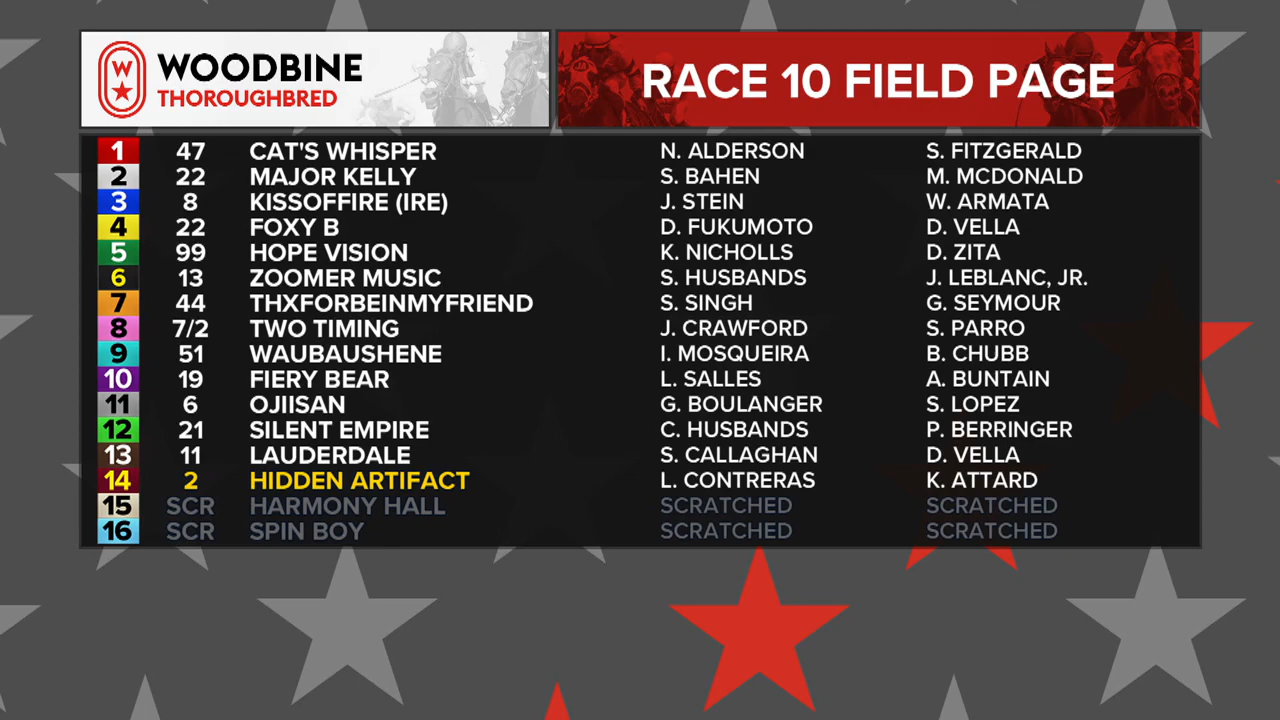 W
WOODBINE
THOROUGHBRED
RACE 10 FIELD PAGE
1 47 CAT'S WHISPER N. ALDERSON S. FITZGERALD
2 22 MAJOR KELLY S. BAHEN M. MCDONALD
3 8 KISSOFFIRE (IRE) J. STEIN W. ARMATA
4 22 FOXY B D. FUKUMOTO D. VELLA
5 99 HOPE VISION K. NICHOLLS D. ZITA
6 13 ZOOMER MUSIC S. HUSBANDS J. LEBLANC, JR.
7 44 THXFORBEINMYFRIEND S. SINGH G. SEYMOUR
8 7/2 TWO TIMING J. CRAWFORD S. PARRO
9 51 WAUBAUSHENE I. MOSQUEIRA B. CHUBB
10 19 FIERY BEAR L. SALLES A. BUNTAIN
11 6 OJIISAN G. BOULANGER S. LOPEZ
12 21 SILENT EMPIRE C. HUSBANDS P. BERRINGER
13 11 LAUDERDALE S. CALLAGHAN D. VELLA
14 2 HIDDEN ARTIFACT L. CONTRERAS K. ATTARD
15 SCR HARMONY HALL SCRATCHED SCRATCHED
16 SCR SPIN BOY SCRATCHED SCRATCHED